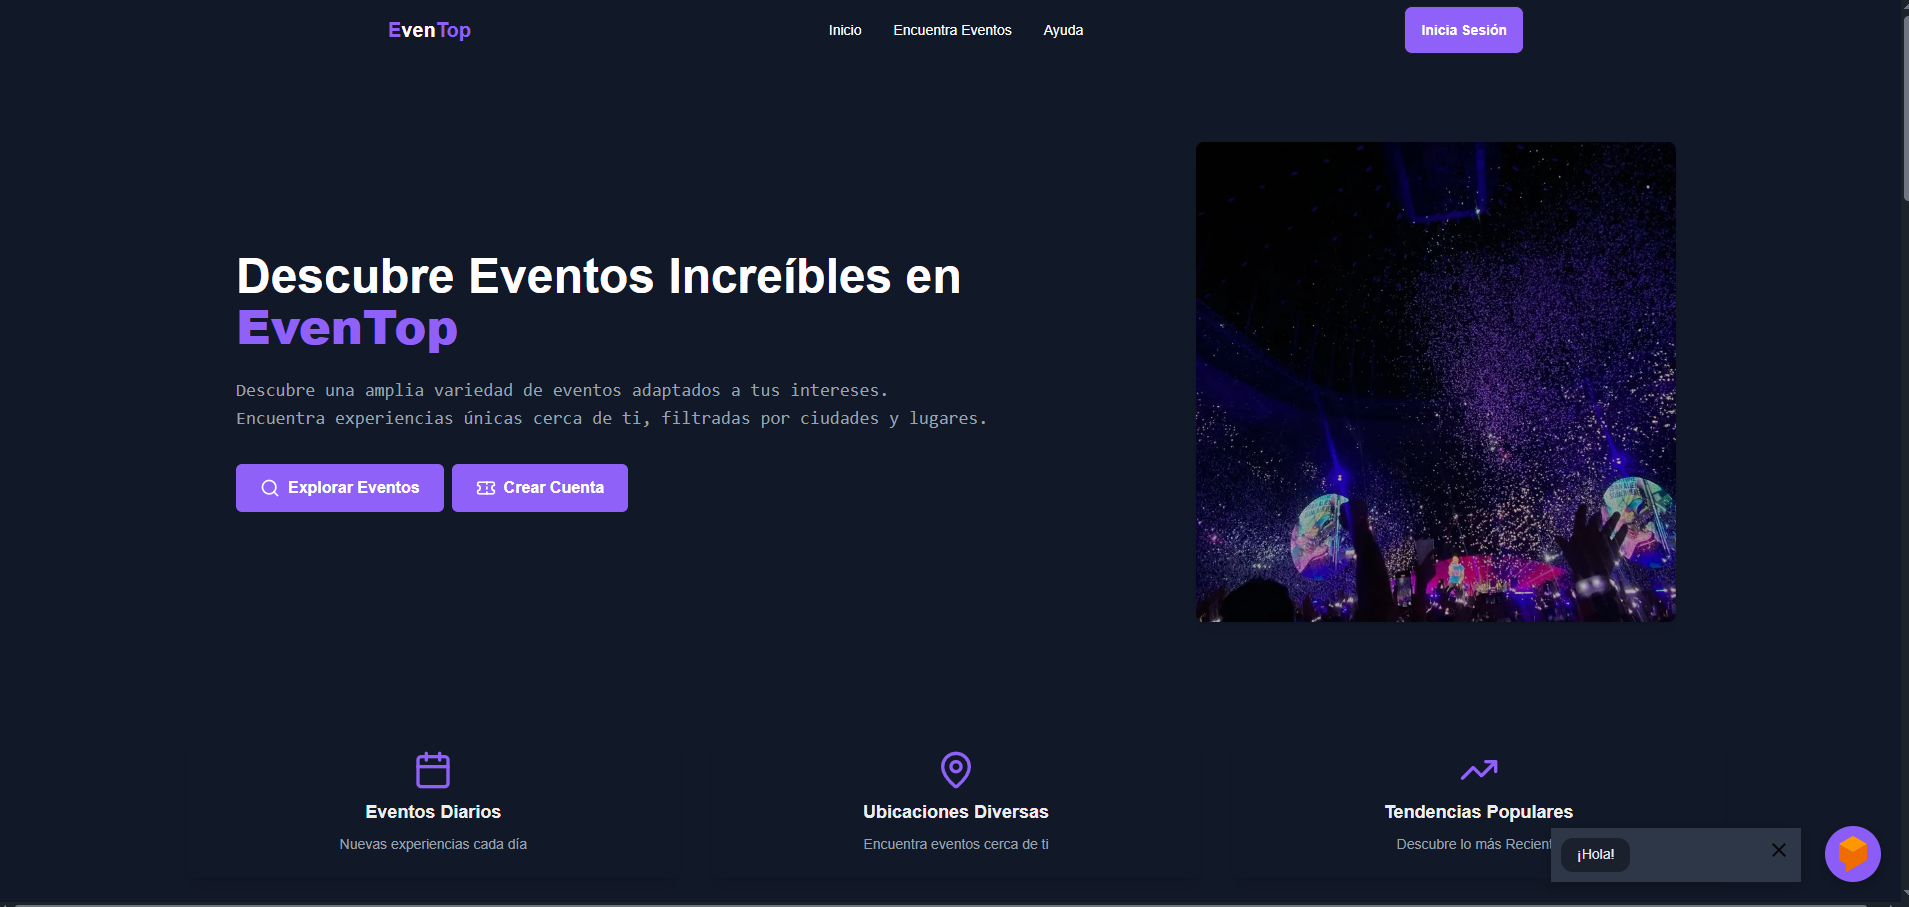 EvenTop
Inicio
Encuentra Eventos
Ayuda
Inicia Sesión
Descubre Eventos Increíbles en
EvenTop
Descubre una amplia variedad de eventos adaptados a tus intereses.
Encuentra experiencias únicas cerca de ti, filtradas por ciudades y lugares.
Explorar Eventos
Crear Cuenta
Eventos Diarios
Nuevas experiencias cada día
Ubicaciones Diversas
Encuentra eventos cerca de ti
Tendencias Populares
Descubre lo más
¡Hola!